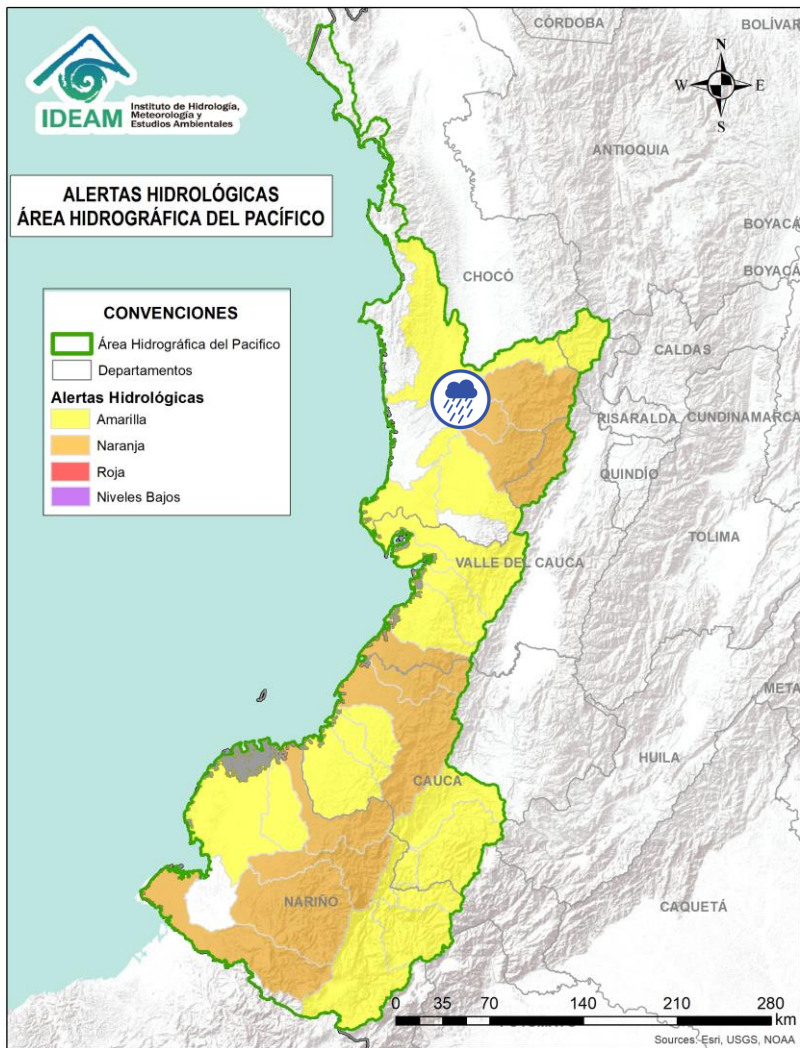 CÓRDOBA
BOLÍVAR
N
W
E
S
IDEAM
Instituto de Hidrología,
Meteorología y
Estudios Ambientales
ANTIOQUIA
ALERTAS HIDROLÓGICAS
ÁREA HIDROGRÁFICA DEL PACÍFICO
BOYACÁ
CHOCÓ
BOYACÁ
CONVENCIONES
Área Hidrográfica del Pacifico
Departamentos
Alertas Hidrológicas
Amarilla
Naranja
Roja
Niveles Bajos
CALDAS
RISARALDA
CUNDINAMARCA
QUINDÍO
TOLIMA
VALLE DEL CAUCA
META
HUILA
CAUCA
NARIÑO
CAQUETÁ
0 35 70 140 210 280
km
Sources: Esri, USGS, NOAA